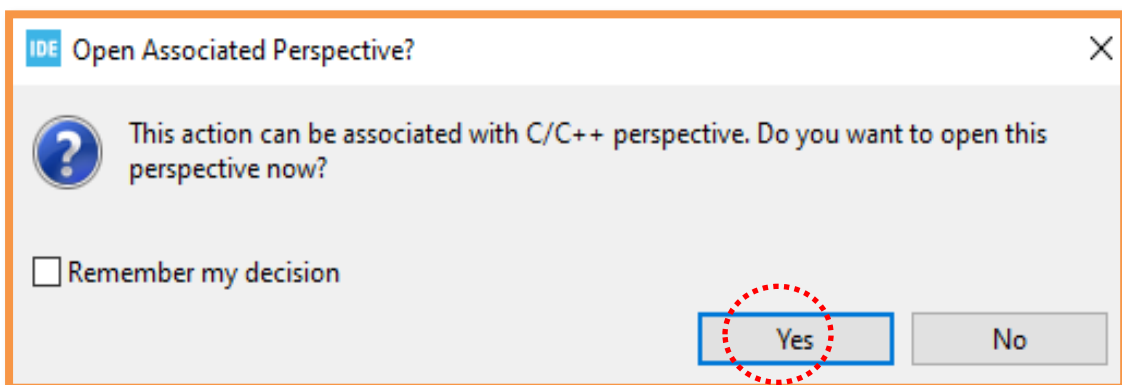 IDE Open Associated Perspective?
This action can be associated with C/C++ perspective. Do you want to open this
perspective now?
Remember my decision
Yes No